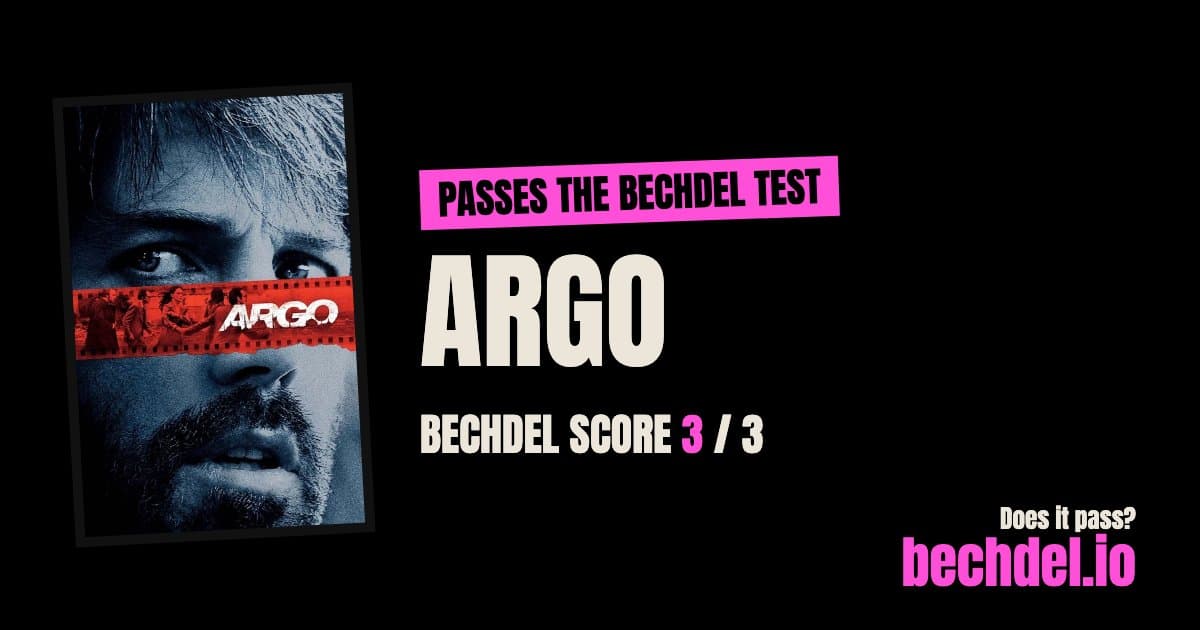 ARGO
PASSES THE BECHDEL TEST
ARGO
BECHDEL SCORE 3 / 3
Does it pass?
bechdel.io